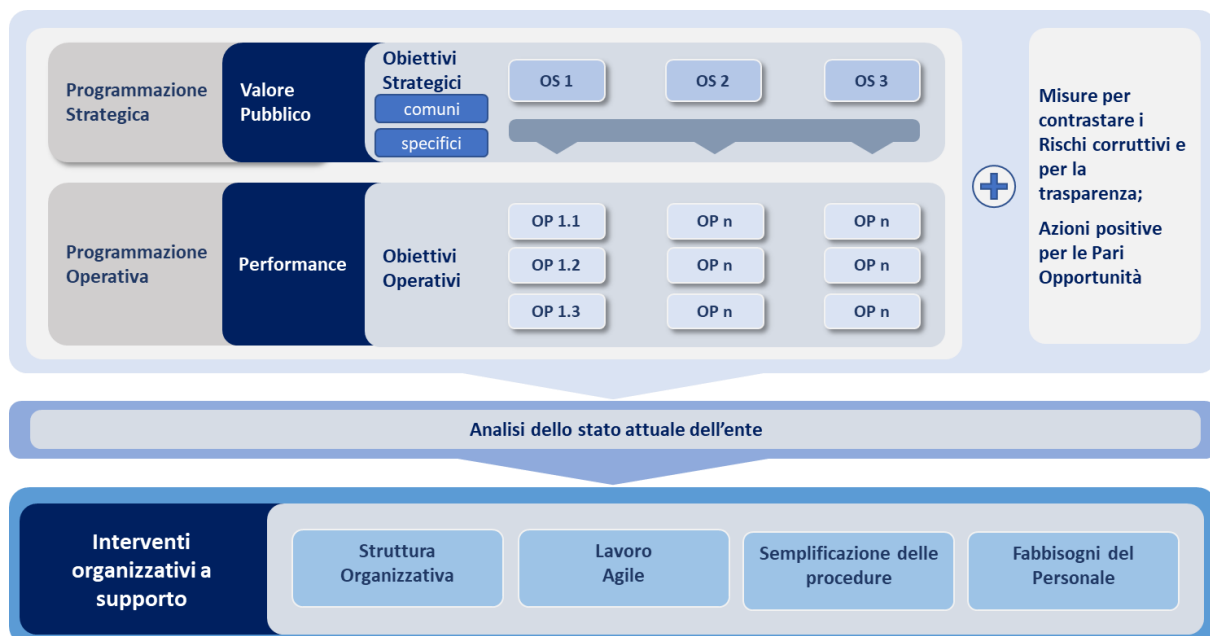 Programmazione
Strategica
Valore
Pubblico
Obiettivi
Strategici
comuni
specifici
OS 1
OS 2
OS 3
Programmazione
Operativa
Performance
Obiettivi
Operativi
OP 1.1
OP n
OP n
OP 1.2
OP n
OP n
OP 1.3
OP n
OP n
Misure per
contrastare i
Rischi corruttivi e
per la
trasparenza;
Azioni positive
per le Pari
Opportunità
Analisi dello stato attuale dell’ente
Interventi
organizzativi a
supporto
Struttura
Organizzativa
Lavoro
Agile
Semplificazione delle
procedure
Fabbisogni del
Personale